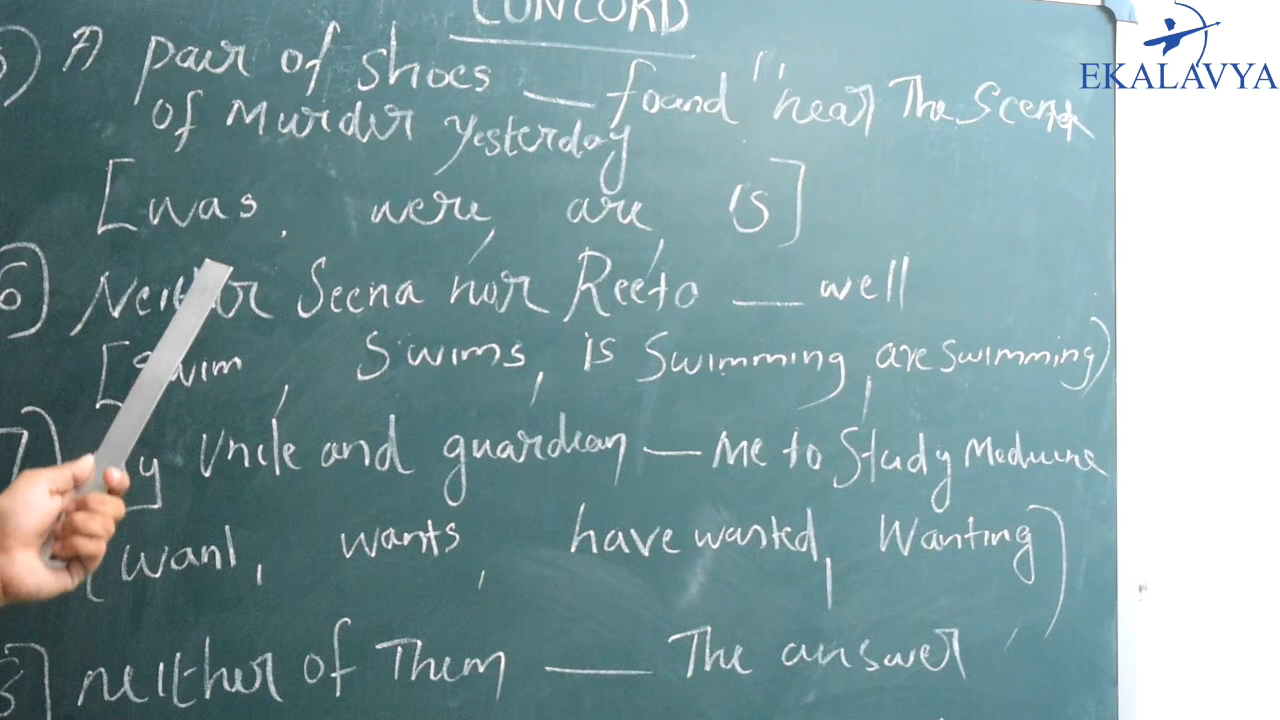 CONCORD
EKALAVYA
5) A pair of shoes __ found "near The Scene
of Murder yesterday
[was, were, are, is]
6) Neither Seena nor Reeta __ well
[Swim, Swims, is Swimming, are swimming)
7) My Uncle and guardian __ me to Study Medicine
(want, wants, have wanted, Wanting)
8] neither of Them __ The answer